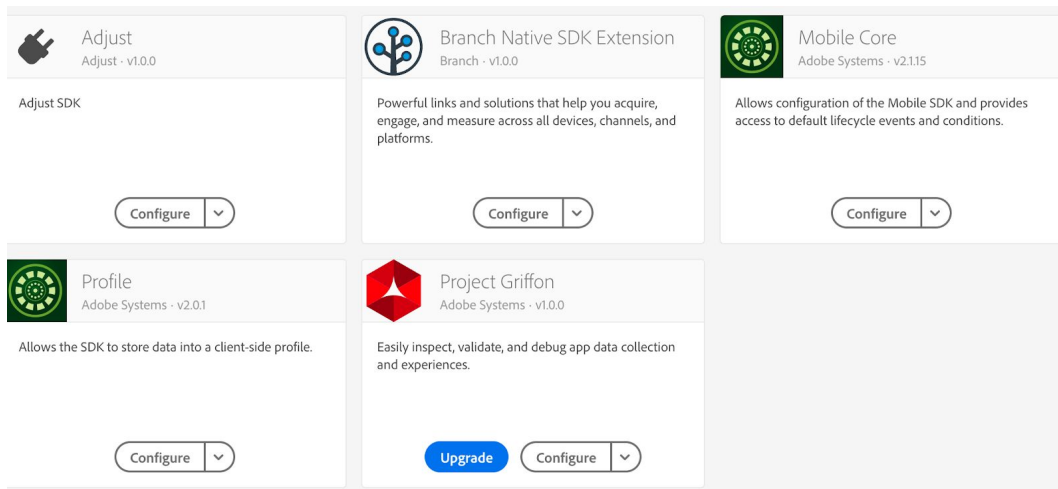 Adjust
Adjust · v1.0.0
Adjust SDK
Configure
Branch Native SDK Extension
Branch · v1.0.0
Powerful links and solutions that help you acquire,
engage, and measure across all devices, channels, and
platforms.
Configure
Mobile Core
Adobe Systems · v2.1.15
Allows configuration of the Mobile SDK and provides
access to default lifecycle events and conditions.
Configure
Profile
Adobe Systems · v2.0.1
Allows the SDK to store data into a client-side profile.
Configure
Project Griffon
Adobe Systems · v1.0.0
Easily inspect, validate, and debug app data collection
and experiences.
Upgrade
Configure